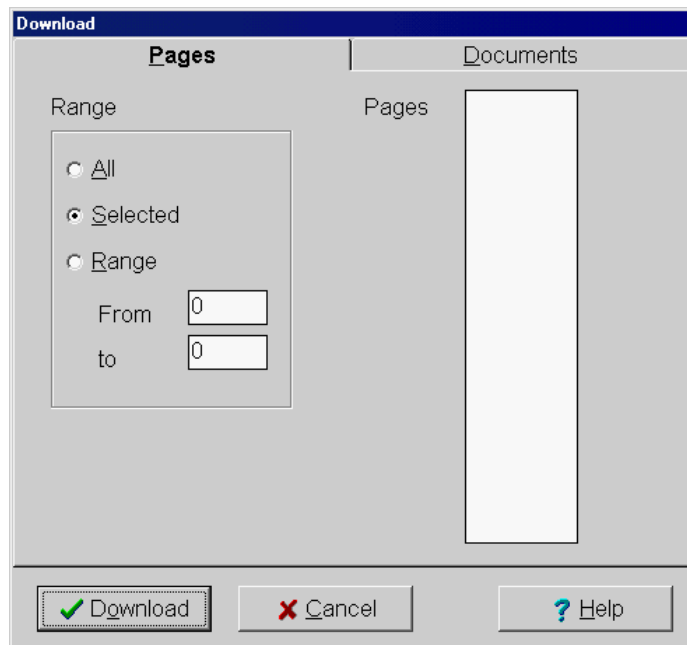 Download
Pages Documents
Range Pages
All
Selected
Range
From 0
to 0
Download Cancel Help